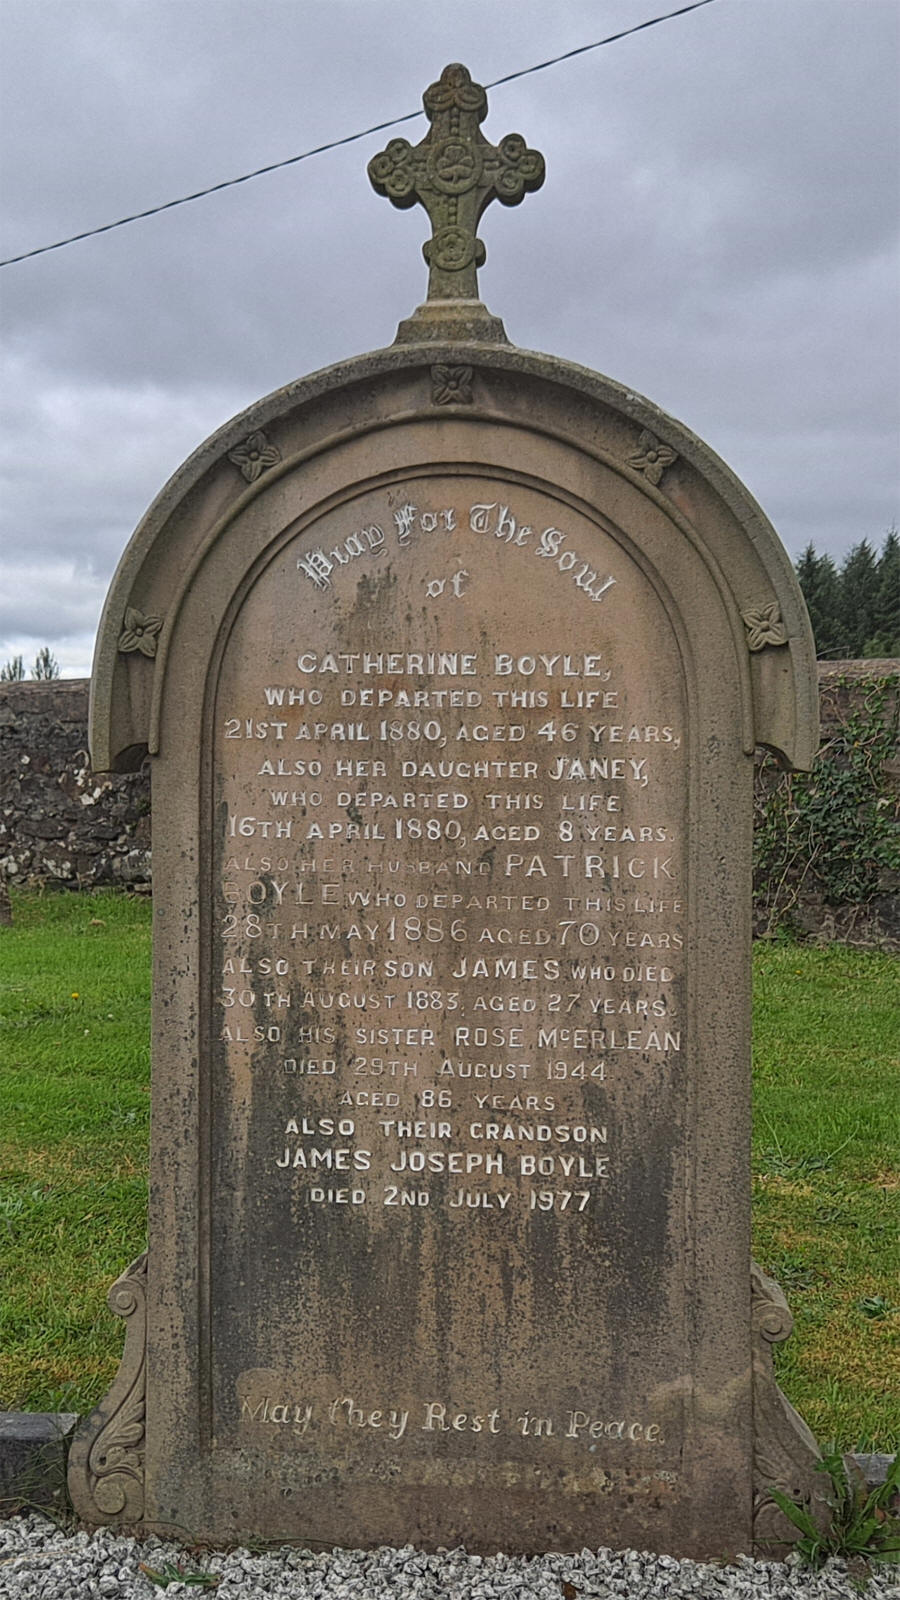 Pray For The Soul
of
CATHERINE BOYLE,
WHO DEPARTED THIS LIFE
21ST APRIL 1880, AGED 46 YEARS,
ALSO HER DAUGHTER JANEY,
WHO DEPARTED THIS LIFE
16TH APRIL 1880, AGED 8 YEARS.
ALSO HER HUSBAND PATRICK
BOYLE WHO DEPARTED THIS LIFE
28TH MAY 1886 AGED 70 YEARS
ALSO THEIR SON JAMES WHO DIED
30TH AUGUST 1883, AGED 27 YEARS.
ALSO HIS SISTER ROSE McERLEAN
DIED 29TH AUGUST 1944
AGED 86 YEARS
ALSO THEIR GRANDSON
JAMES JOSEPH BOYLE
DIED 2ND JULY 1977
May they Rest in Peace.